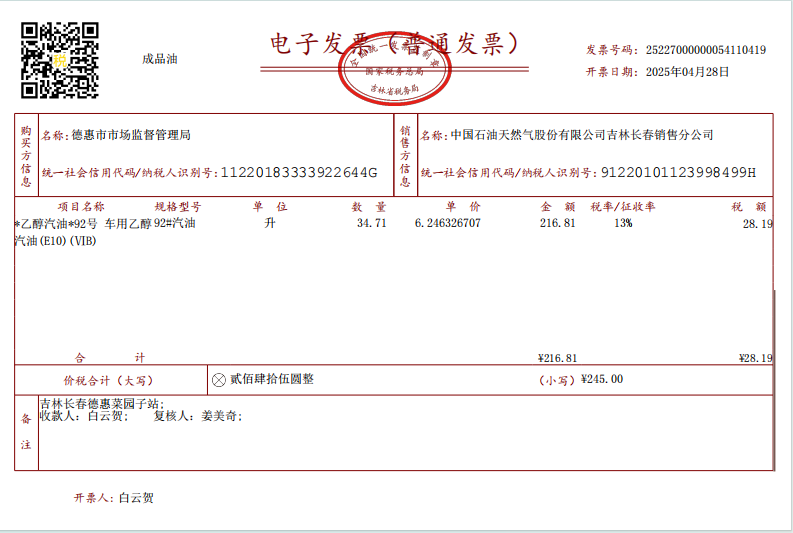 电子发票（普通发票）
成品油
税
全国统一发票监制章
国家税务总局
吉林省税务局
发票号码：25227000000054110419
开票日期：2025年04月28日
购买方信息
名称：德惠市市场监督管理局
统一社会信用代码/纳税人识别号：11220183333922644G
销售方信息
名称：中国石油天然气股份有限公司吉林长春销售分公司
统一社会信用代码/纳税人识别号：91220101123998499H
项目名称 规格型号 单 位 数 量 单 价 金 额 税率/征收率 税 额
*乙醇汽油*92号 车用乙醇 92#汽油 升 34.71 6.246326707 216.81 13% 28.19
汽油(E10)(VIB)
合 计 ¥216.81 ¥28.19
价税合计（大写） 贰佰肆拾伍圆整 （小写）¥245.00
备注
吉林长春德惠菜园子站;
收款人：白云贺; 复核人：姜美奇;
开票人：白云贺